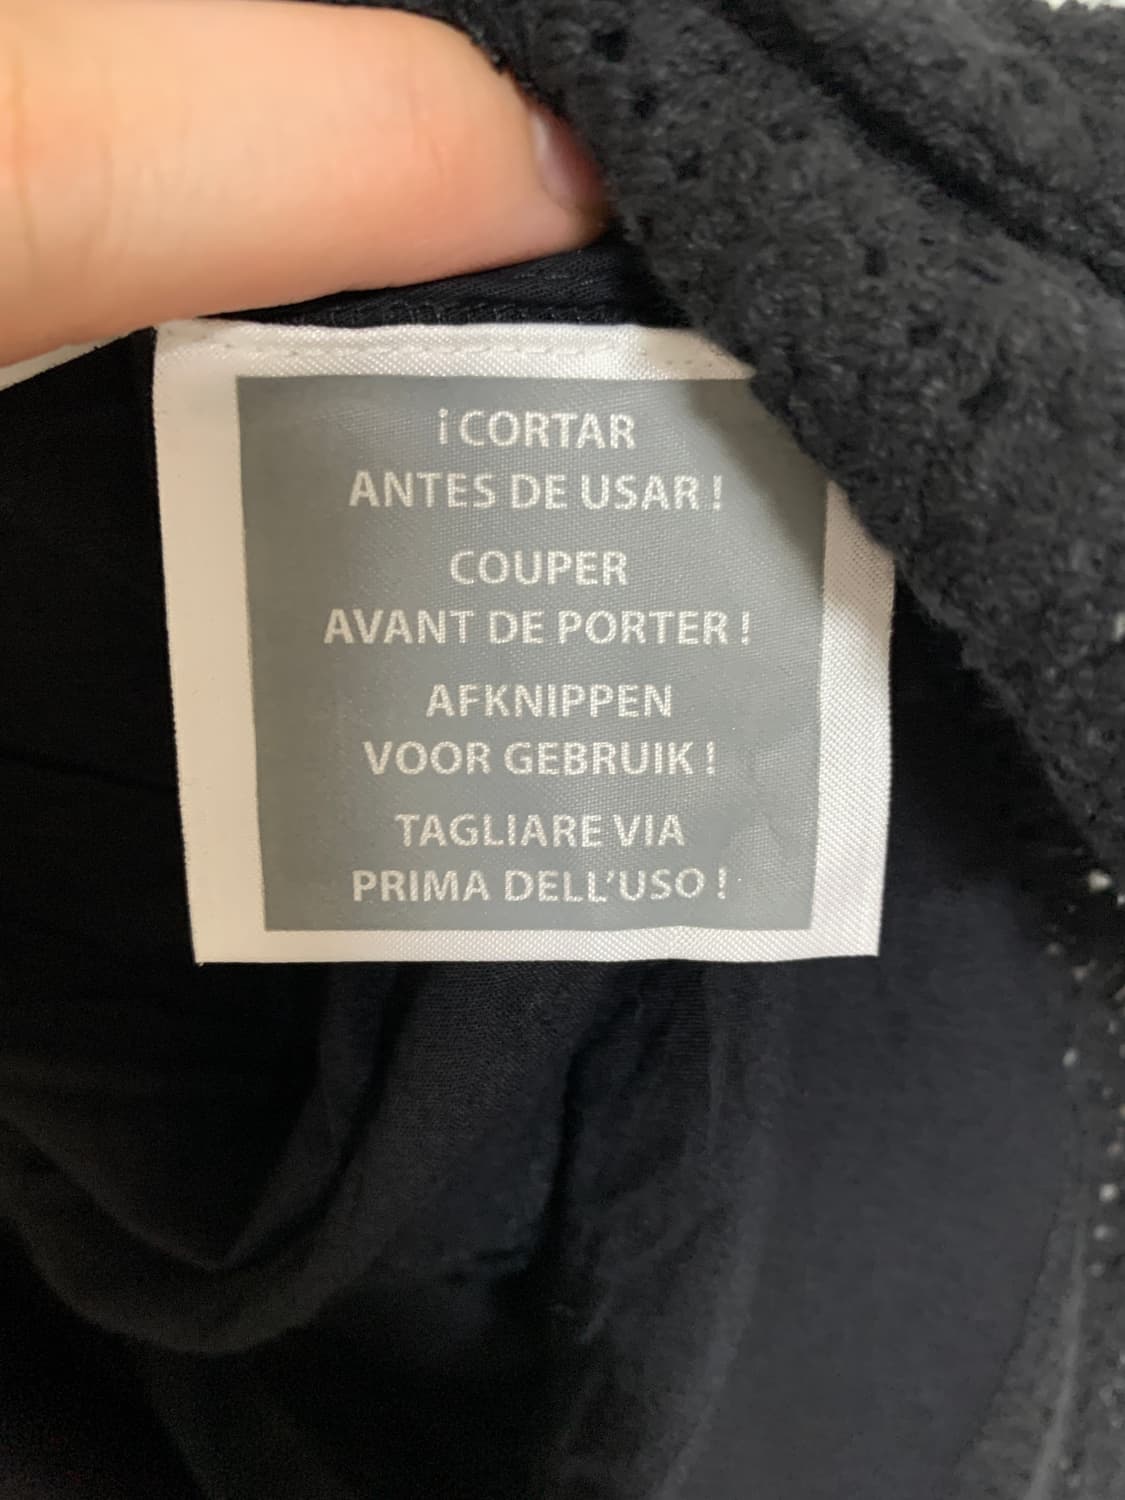 ¡CORTAR
ANTES DE USAR !
COUPER
AVANT DE PORTER !
AFKNIPPEN
VOOR GEBRUIK !
TAGLIARE VIA
PRIMA DELL'USO !